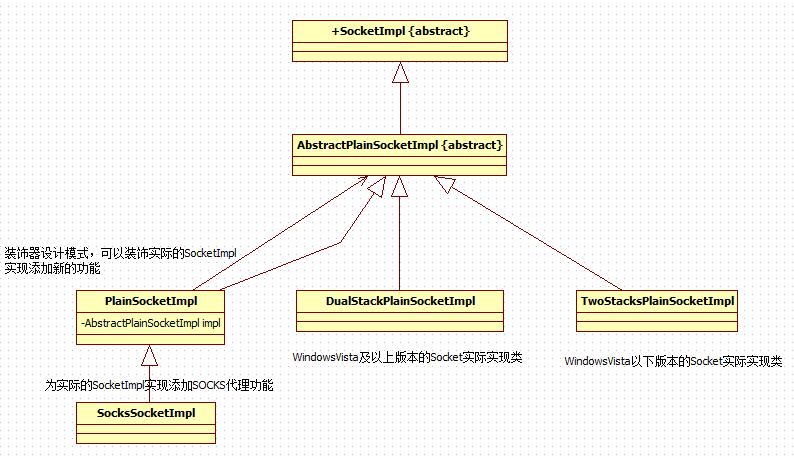 +SocketImpl {abstract}
AbstractPlainSocketImpl {abstract}
装饰器设计模式，可以装饰实际的SocketImpl
实现添加新的功能
PlainSocketImpl
-AbstractPlainSocketImpl impl
DualStackPlainSocketImpl
TwoStacksPlainSocketImpl
WindowsVista及以上版本的Socket实际实现类
WindowsVista以下版本的Socket实际实现类
为实际的SocketImpl实现添加SOCKS代理功能
SocksSocketImpl